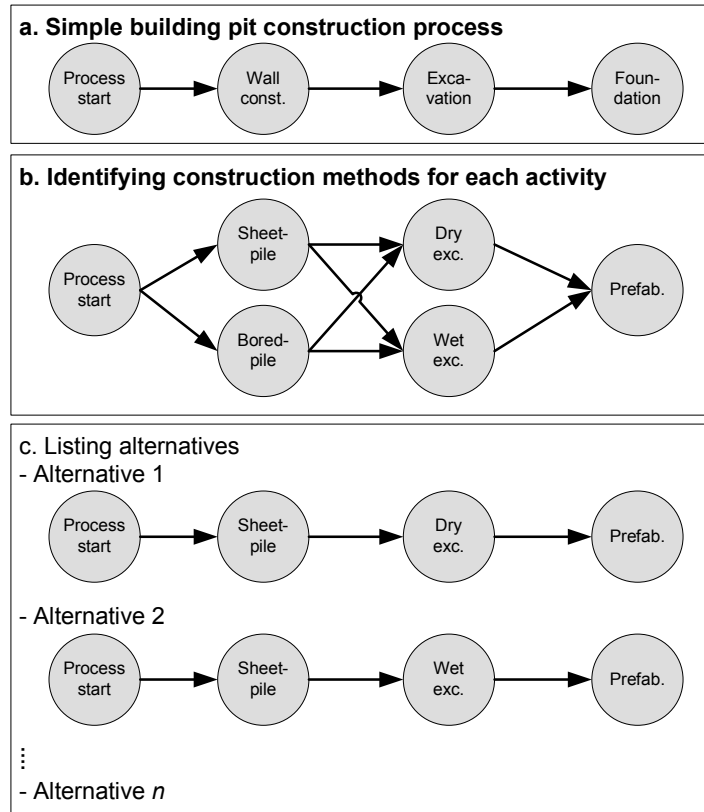 a. Simple building pit construction process
Process
start
Wall
const.
Exca-
vation
Foun-
dation
b. Identifying construction methods for each activity
Process
start
Sheet-
pile
Bored-
pile
Dry
exc.
Wet
exc.
Prefab.
c. Listing alternatives
- Alternative 1
Process
start
Sheet-
pile
Dry
exc.
Prefab.
- Alternative 2
Process
start
Sheet-
pile
Wet
exc.
Prefab.
- Alternative n